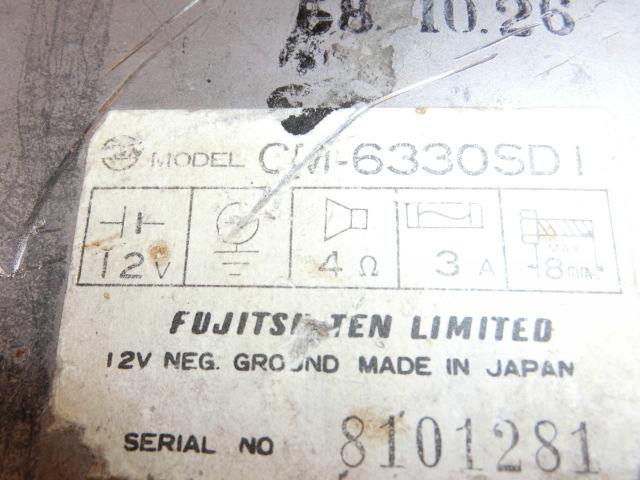 58.10.26
MODEL CM-6330SD1
12V 4Ω 3A MAX 8mm
FUJITSU TEN LIMITED
12V NEG. GROUND MADE IN JAPAN
SERIAL NO 8101281